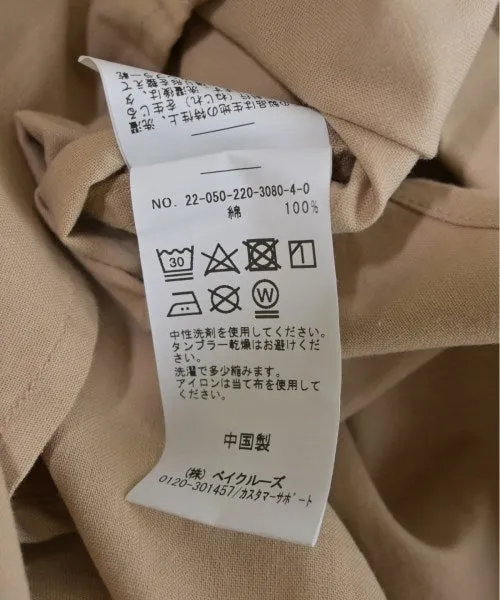 NO. 22-050-220-3080-4-0
綿 100%
30
W
中性洗剤を使用してください。
タンブラー乾燥はお避けくださ
い。
洗濯で多少縮みます。
アイロンは当て布を使用して
ください。
中国製
(株) ベイクルーズ
0120-301457/カスタマーサポート